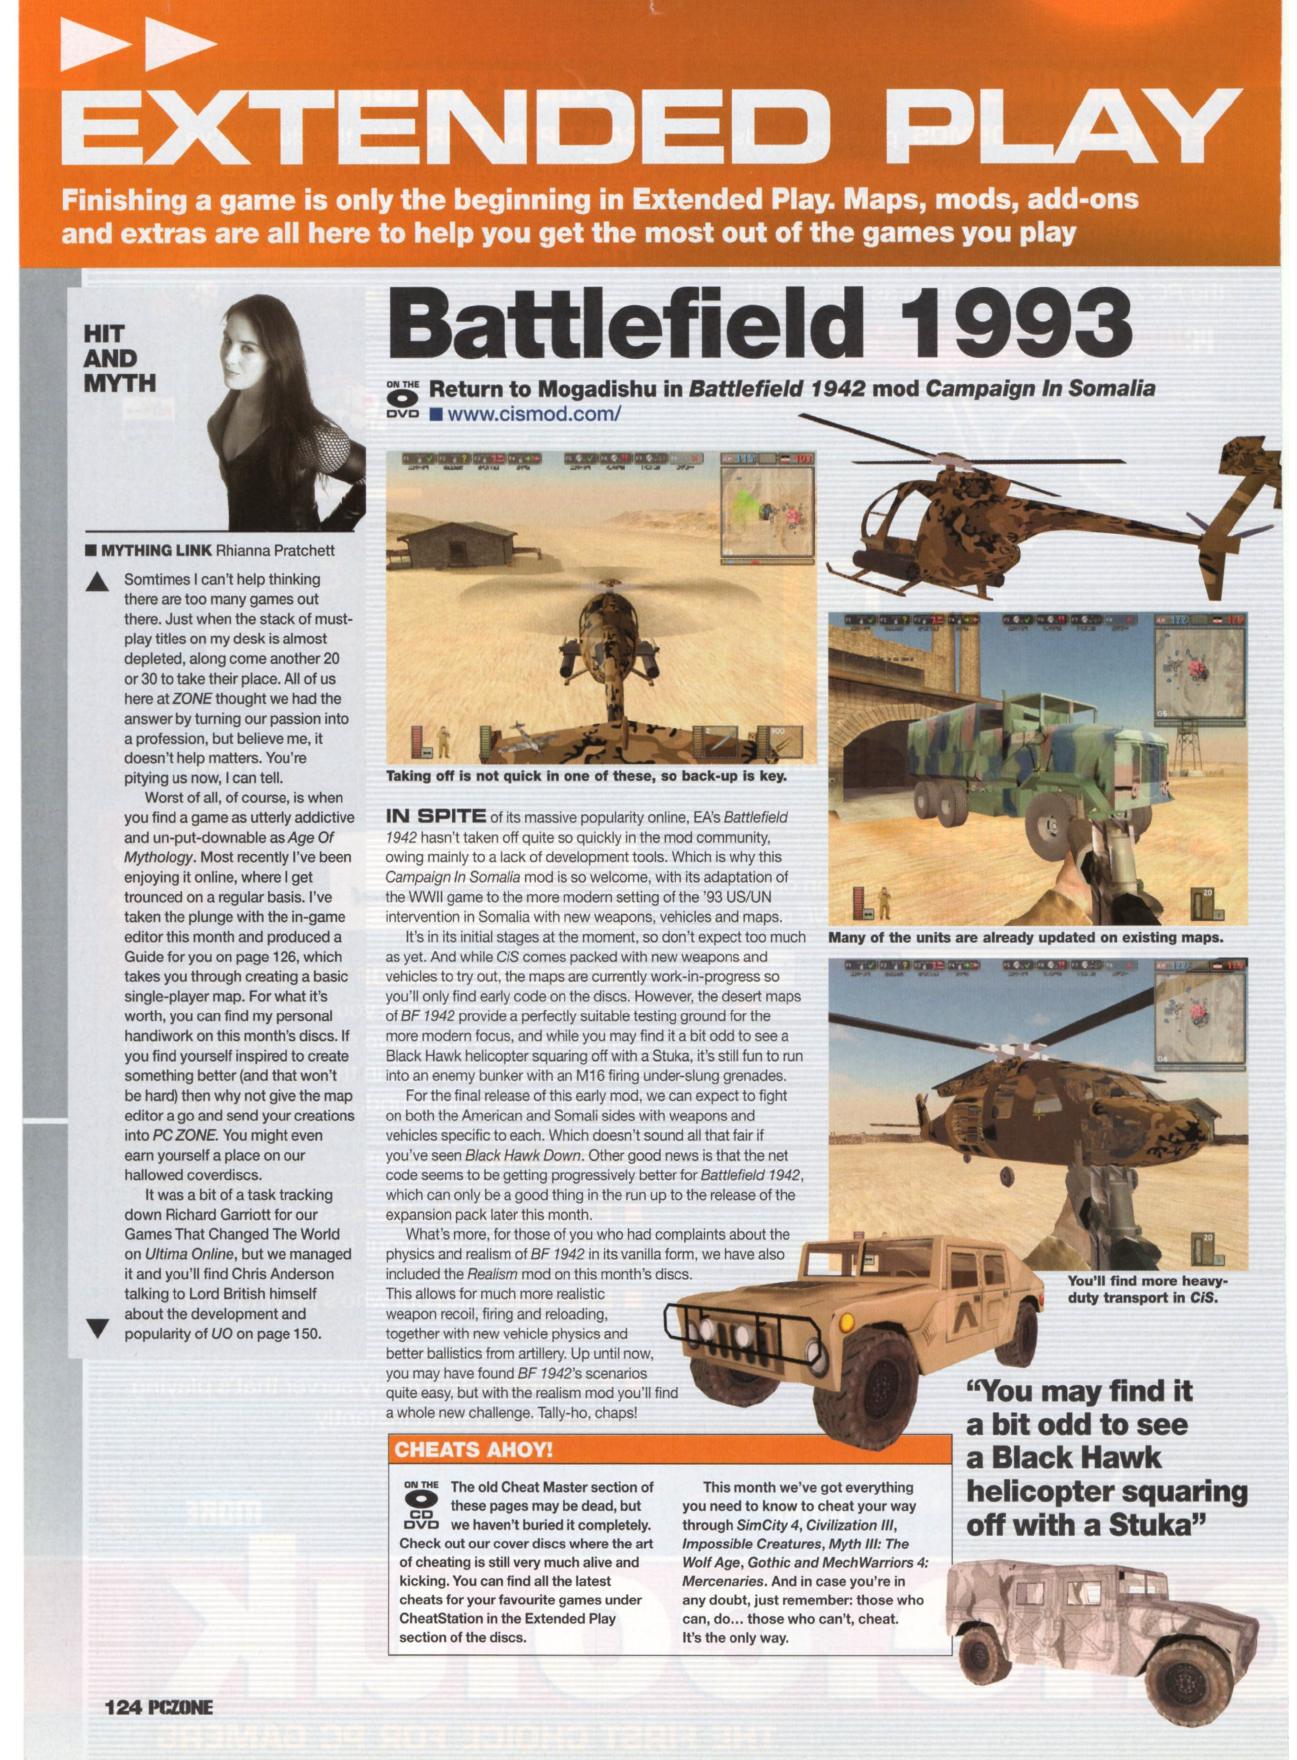 EXTENDED PLAY
Finishing a game is only the beginning in Extended Play. Maps, mods, add-ons
and extras are all here to help you get the most out of the games you play
HIT
AND
MYTH
■ MYTHING LINK Rhianna Pratchett
Somtimes I can't help thinking
there are too many games out
there. Just when the stack of must-
play titles on my desk is almost
depleted, along come another 20
or 30 to take their place. All of us
here at ZONE thought we had the
answer by turning our passion into
a profession, but believe me, it
doesn't help matters. You're
pitying us now, I can tell.
Worst of all, of course, is when
you find a game as utterly addictive
and un-put-downable as Age Of
Mythology. Most recently I've been
enjoying it online, where I get
trounced on a regular basis. I've
taken the plunge with the in-game
editor this month and produced a
Guide for you on page 126, which
takes you through creating a basic
single-player map. For what it's
worth, you can find my personal
handiwork on this month's discs. If
you find yourself inspired to create
something better (and that won't
be hard) then why not give the map
editor a go and send your creations
into PC ZONE. You might even
earn yourself a place on our
hallowed coverdiscs.
It was a bit of a task tracking
down Richard Garriott for our
Games That Changed The World
on Ultima Online, but we managed
it and you'll find Chris Anderson
talking to Lord British himself
about the development and
popularity of UO on page 150.
Battlefield 1993
ON THE
DVD
Return to Mogadishu in Battlefield 1942 mod Campaign In Somalia
■ www.cismod.com/
Taking off is not quick in one of these, so back-up is key.
IN SPITE of its massive popularity online, EA's Battlefield
1942 hasn't taken off quite so quickly in the mod community,
owing mainly to a lack of development tools. Which is why this
Campaign In Somalia mod is so welcome, with its adaptation of
the WWII game to the more modern setting of the '93 US/UN
intervention in Somalia with new weapons, vehicles and maps.
It's in its initial stages at the moment, so don't expect too much
as yet. And while CiS comes packed with new weapons and
vehicles to try out, the maps are currently work-in-progress so
you'll only find early code on the discs. However, the desert maps
of BF 1942 provide a perfectly suitable testing ground for the
more modern focus, and while you may find it a bit odd to see a
Black Hawk helicopter squaring off with a Stuka, it's still fun to run
into an enemy bunker with an M16 firing under-slung grenades.
For the final release of this early mod, we can expect to fight
on both the American and Somali sides with weapons and
vehicles specific to each. Which doesn't sound all that fair if
you've seen Black Hawk Down. Other good news is that the net
code seems to be getting progressively better for Battlefield 1942,
which can only be a good thing in the run up to the release of the
expansion pack later this month.
What's more, for those of you who had complaints about the
physics and realism of BF 1942 in its vanilla form, we have also
included the Realism mod on this month's discs.
This allows for much more realistic
weapon recoil, firing and reloading,
together with new vehicle physics and
better ballistics from artillery. Up until now,
you may have found BF 1942's scenarios
quite easy, but with the realism mod you'll find
a whole new challenge. Tally-ho, chaps!
Many of the units are already updated on existing maps.
You'll find more heavy-
duty transport in CiS.
"You may find it
a bit odd to see
a Black Hawk
helicopter squaring
off with a Stuka"
CHEATS AHOY!
ON THE
CD
DVD
The old Cheat Master section of
these pages may be dead, but
we haven't buried it completely.
Check out our cover discs where the art
of cheating is still very much alive and
kicking. You can find all the latest
cheats for your favourite games under
CheatStation in the Extended Play
section of the discs.
This month we've got everything
you need to know to cheat your way
through SimCity 4, Civilization III,
Impossible Creatures, Myth III: The
Wolf Age, Gothic and MechWarriors 4:
Mercenaries. And in case you're in
any doubt, just remember: those who
can, do... those who can't, cheat.
It's the only way.
124 PCZONE